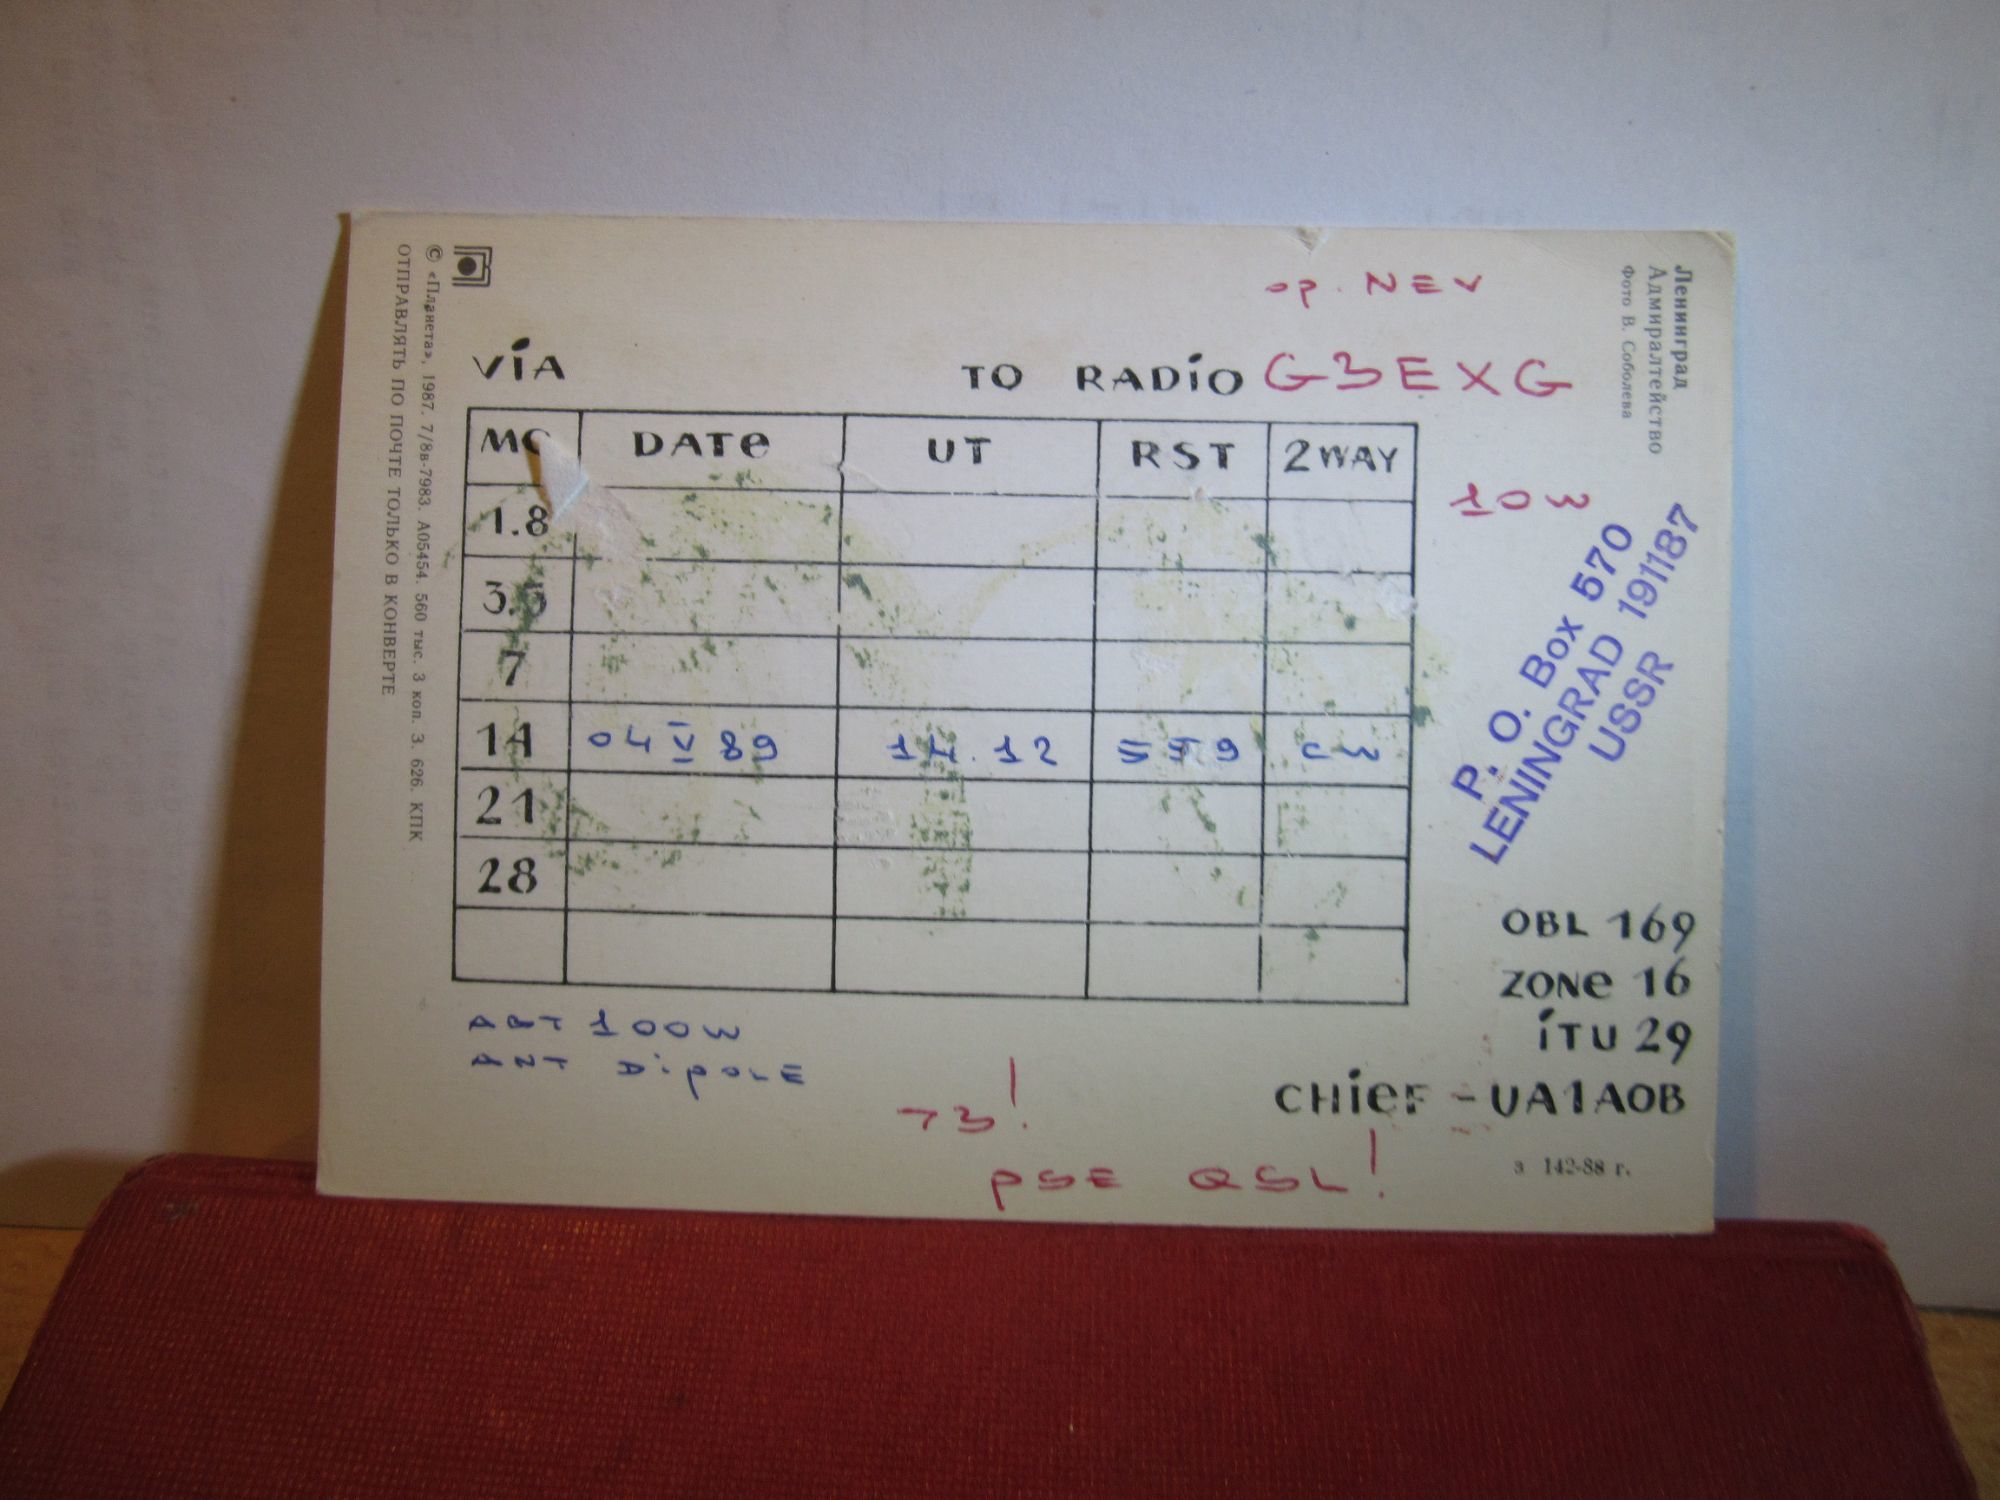 Ленинград
Адмиралтейство
Фото В. Соболева
© «Планета», 1987. 7/8в-7983. А05454. 560 тыс. 3 коп. З. 626. КПК
ОТПРАВЛЯТЬ ПО ПОЧТЕ ТОЛЬКО В КОНВЕРТЕ
op. NEV
VIA TO RADIO G3EXG
MC DATE UT RST 2WAY
10W
1.8
3.5
7
14 04 IV 89 .12 9 CW
21
28
P. O. Box 570
LENINGRAD 191187
USSR
OBL 169
ZONE 16
ITU 29
CHIEF - UA1AOB
100W
DipolE
73!
PSE QSL!
з 142-88 г.